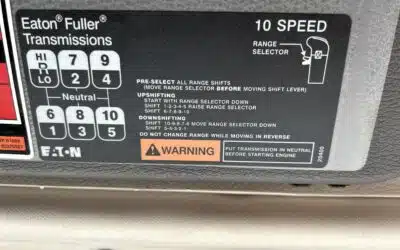 Eaton® Fuller®
Transmissions
10 SPEED
RANGE
SELECTOR
HI
R
LO
7
2
9
4
Neutral
6
1
8
3
10
5
EATON
PRE-SELECT ALL RANGE SHIFTS
(MOVE RANGE SELECTOR BEFORE MOVING SHIFT LEVER)
UPSHIFTING
START WITH RANGE SELECTOR DOWN
SHIFT 1-2-3-4-5 RAISE RANGE SELECTOR
SHIFT 6-7-8-9-10
DOWNSHIFTING
SHIFT 10-9-8-7-6 MOVE RANGE SELECTOR DOWN
SHIFT 5-4-3-2-1
DO NOT CHANGE RANGE WHILE MOVING IN REVERSE
WARNING
PUT TRANSMISSION IN NEUTRAL
BEFORE STARTING ENGINE